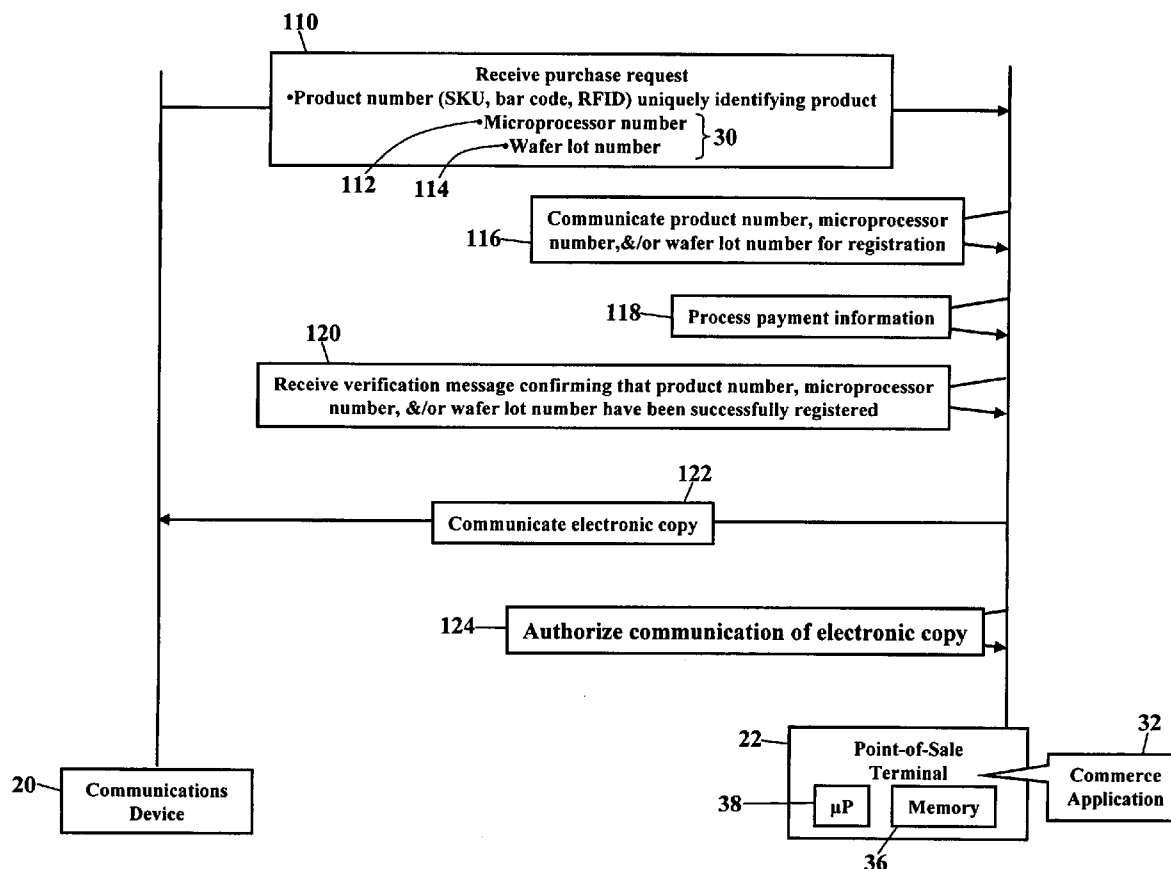 110
Receive purchase request
•Product number (SKU, bar code, RFID) uniquely identifying product
•Microprocessor number
30
•Wafer lot number
112
114
Communicate product number, microprocessor
116
number,&/or wafer lot number for registration
118
Process payment information
120
Receive verification message confirming that product number, microprocessor
number, &/or wafer lot number have been successfully registered
122
Communicate electronic copy
124
Authorize communication of electronic copy
22
32
Point-of-Sale
Terminal
20
Communications
Device
Commerce
Application
38
µP
Memory
36